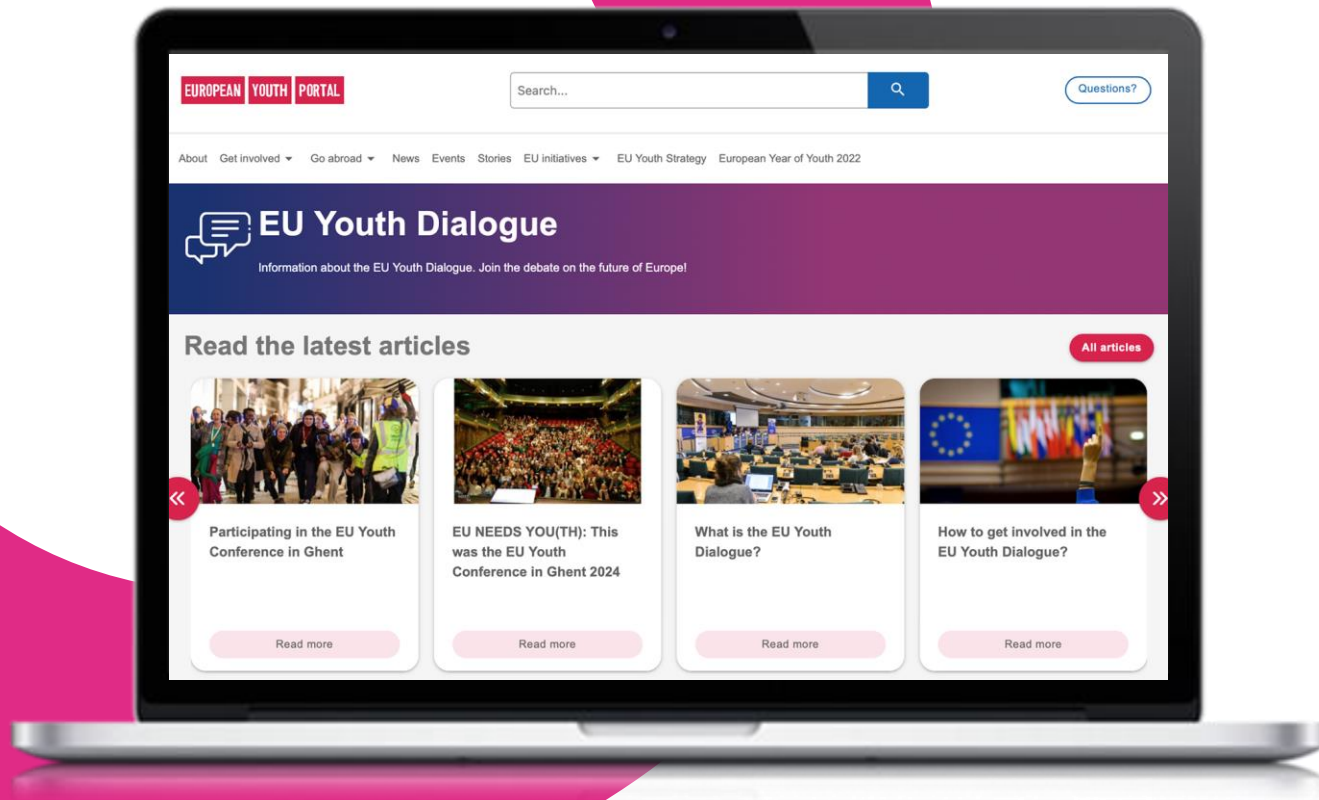 EUROPEAN YOUTH PORTAL
Search...
Questions?
About Get involved Go abroad News Events Stories EU initiatives EU Youth Strategy European Year of Youth 2022
EU Youth Dialogue
Information about the EU Youth Dialogue. Join the debate on the future of Europe!
Read the latest articles
All articles
Participating in the EU Youth
Conference in Ghent
Read more
EU NEEDS YOU(TH): This
was the EU Youth
Conference in Ghent 2024
Read more
What is the EU Youth
Dialogue?
Read more
How to get involved in the
EU Youth Dialogue?
Read more